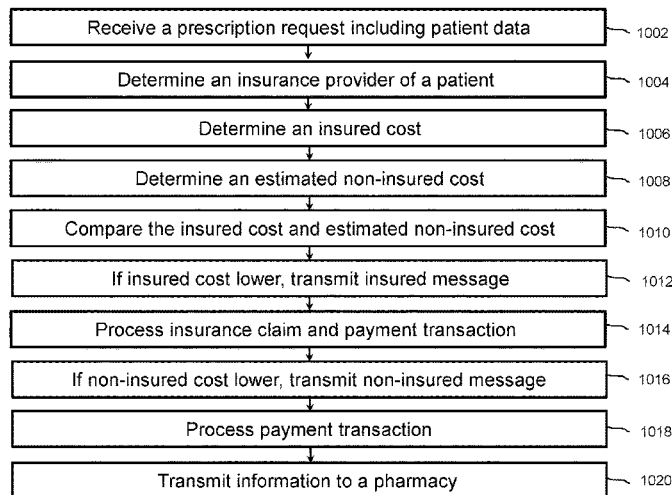 Receive a prescription request including patient data 1002
Determine an insurance provider of a patient 1004
Determine an insured cost 1006
Determine an estimated non-insured cost 1008
Compare the insured cost and estimated non-insured cost 1010
If insured cost lower, transmit insured message 1012
Process insurance claim and payment transaction 1014
If non-insured cost lower, transmit non-insured message 1016
Process payment transaction 1018
Transmit information to a pharmacy 1020